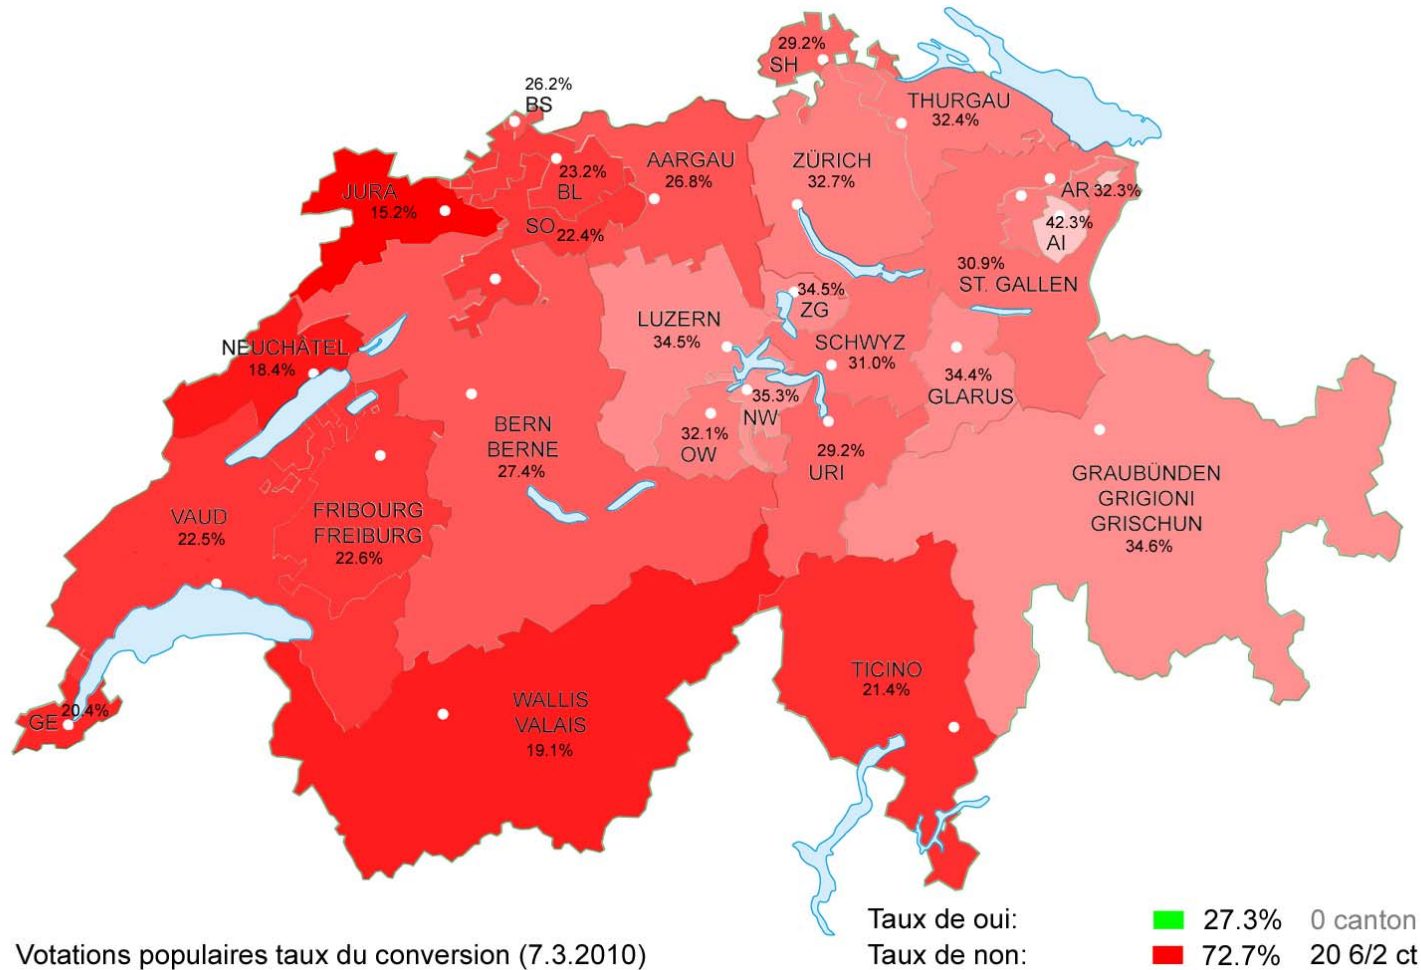 29.2%
SH
26.2%
BS
THURGAU
32.4%
AARGAU
26.8%
ZÜRICH
32.7%
23.2%
BL
JURA
15.2%
AR 32.3%
SO 22.4%
42.3%
AI
30.9%
ST. GALLEN
34.5%
ZG
LUZERN
34.5%
SCHWYZ
31.0%
NEUCHÂTEL
18.4%
34.4%
GLARUS
35.3%
NW
BERN
BERNE
27.4%
32.1%
OW
29.2%
URI
GRAUBÜNDEN
GRIGIONI
GRISCHUN
34.6%
VAUD
22.5%
FRIBOURG
FREIBURG
22.6%
TICINO
21.4%
WALLIS
VALAIS
19.1%
GE 20.4%
Taux de oui: 27.3% 0 canton
Votations populaires taux du conversion (7.3.2010)
Taux de non: 72.7% 20 6/2 ct